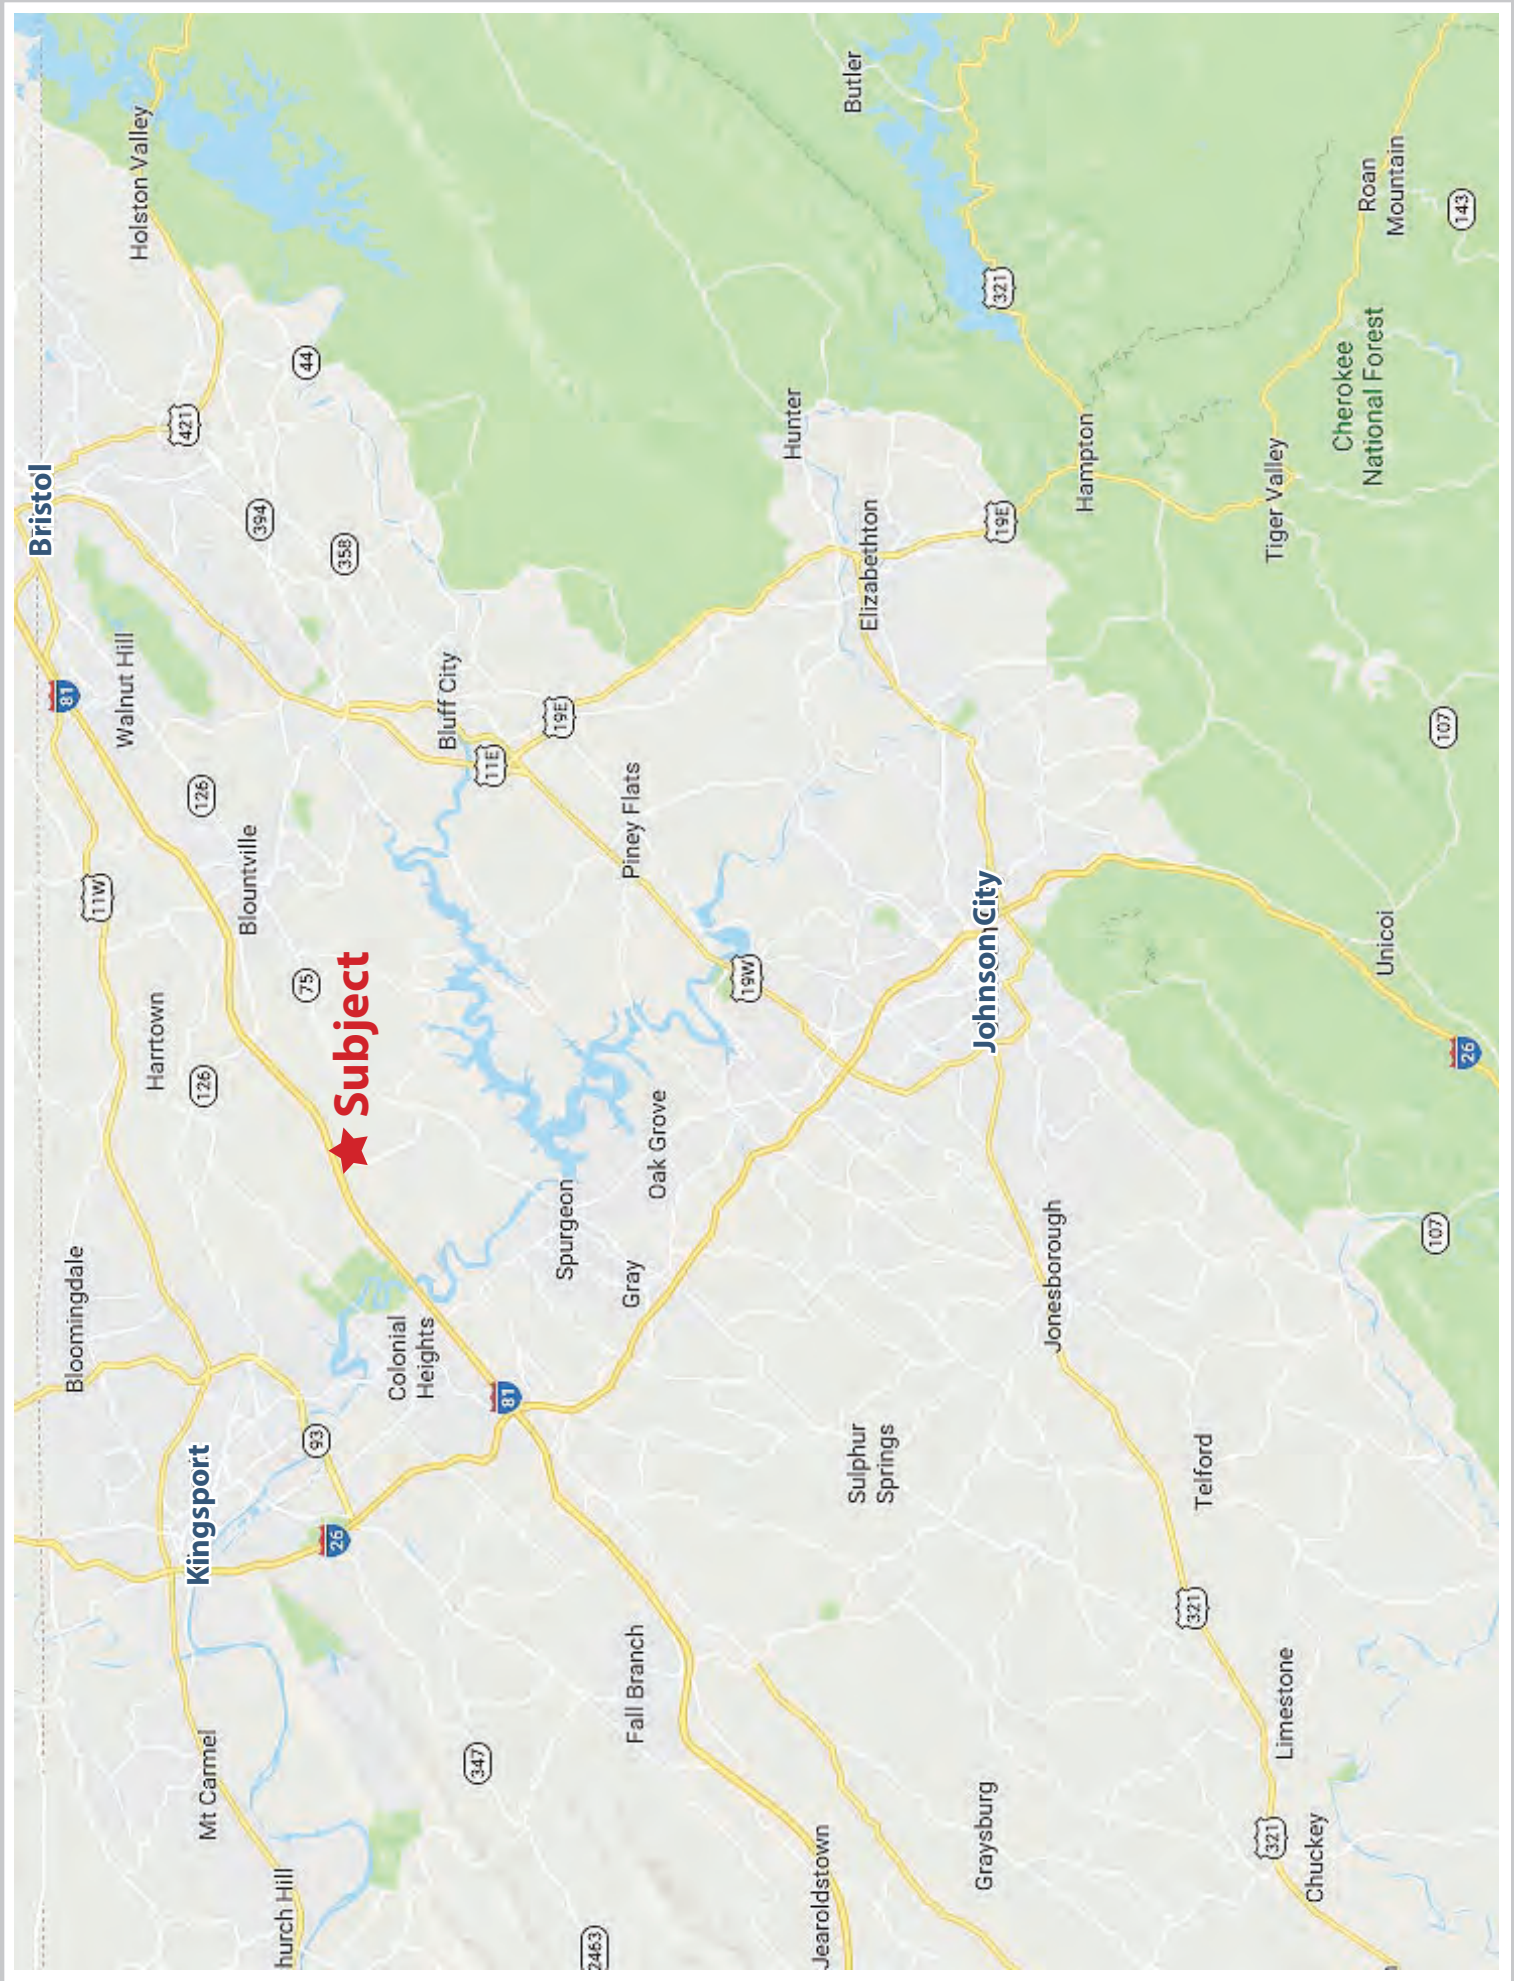 Bristol
81
Bloomingdale
11W
Walnut Hill
Holston Valley
Harrtown
421
Kingsport
126
126
Mt Carmel
Blountville
394
hurch Hill
75
44
93
26
358
Subject
Colonial
Heights
Bluff City
347
11E
81
19E
Spurgeon
2463
Fall Branch
Gray
Piney Flats
Oak Grove
19W
Hunter
Jearoldstown
Butler
Sulphur
Springs
Elizabethton
Graysburg
Johnson City
19E
321
Jonesborough
Hampton
321
Telford
321
Tiger Valley
Limestone
Chuckey
Cherokee
National Forest
Roan
Mountain
Unicoi
107
107
143
26